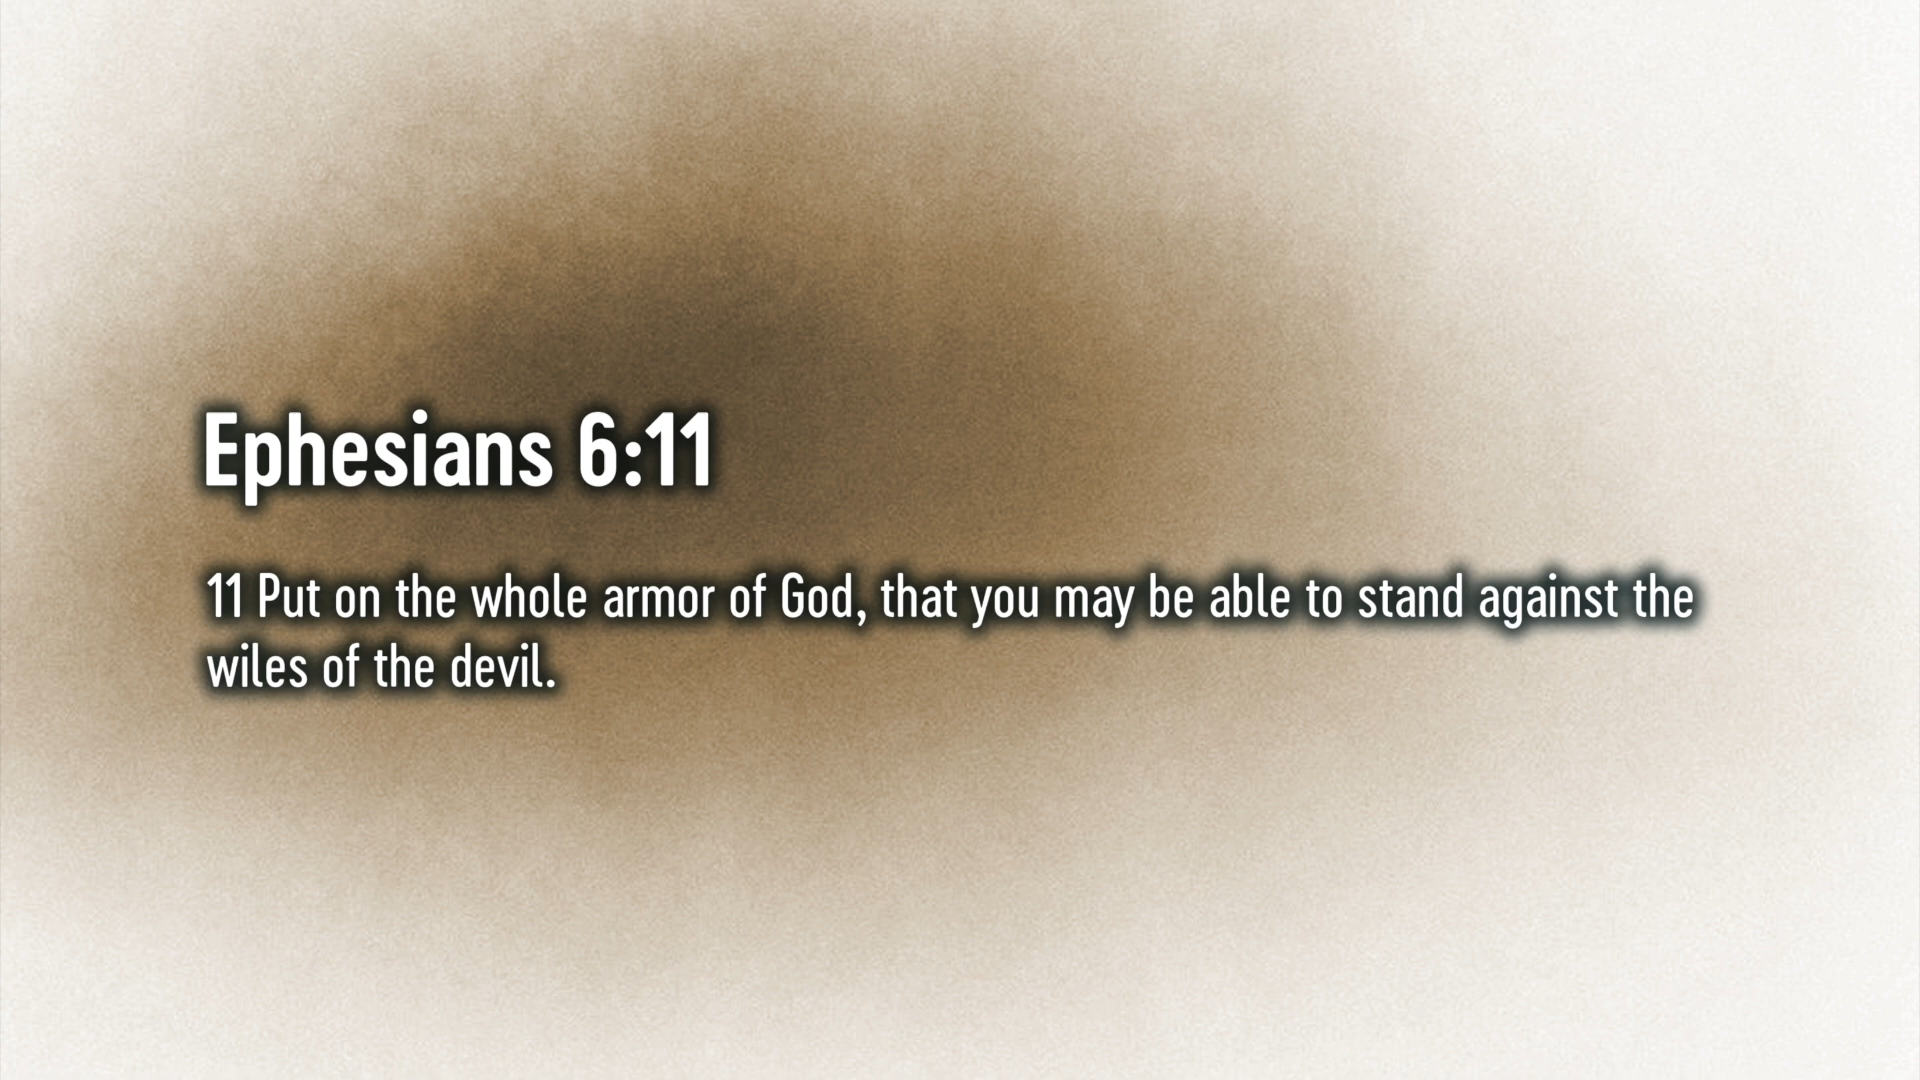 Ephesians 6:11
11 Put on the whole armor of God, that you may be able to stand against the
wiles of the devil.